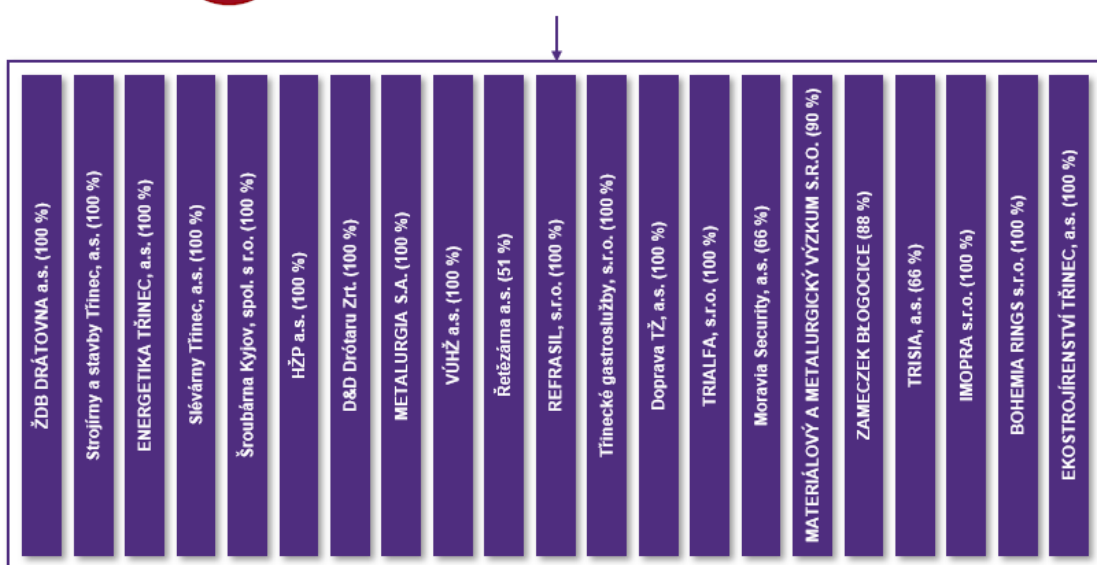 ŽDB DRÁTOVNA a.s. (100 %)
Strojírny a stavby Třinec, a.s. (100 %)
ENERGETIKA TŘINEC, a.s. (100 %)
Slévárny Třinec, a.s. (100 %)
Šroubárna Kyjov, spol. s r.o. (100 %)
HŽP a.s. (100 %)
D&D Drótaru Zrt. (100 %)
METALURGIA S.A. (100 %)
VÚHŽ a.s. (100 %)
Řetězárna a.s. (51 %)
REFRASIL, s.r.o. (100 %)
Třinecké gastroslužby, s.r.o. (100 %)
Doprava TŽ, a.s. (100 %)
TRIALFA, s.r.o. (100 %)
Moravia Security, a.s. (66 %)
MATERIÁLOVÝ A METALURGICKÝ VÝZKUM S.R.O. (90 %)
ZAMECZEK BŁOGOCICE (88 %)
TRISIA, a.s. (66 %)
IMOPRA s.r.o. (100 %)
BOHEMIA RINGS s.r.o. (100 %)
EKOSTROJÍRENSTVÍ TŘINEC, a.s. (100 %)